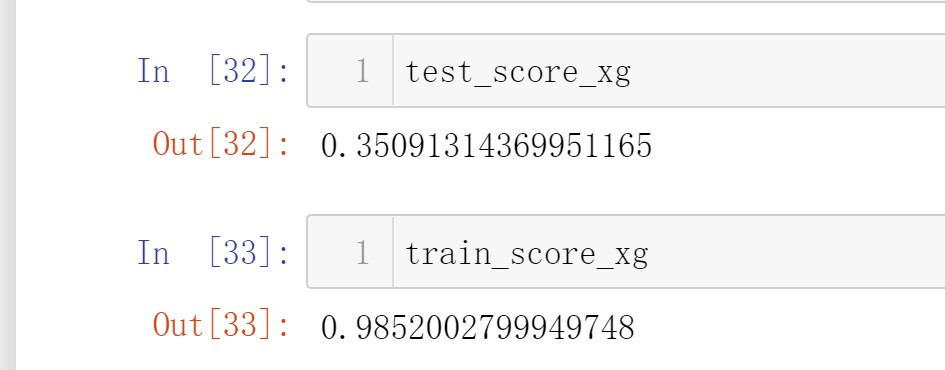 In [32]: 1 test_score_xg
Out[32]: 0.35091314369951165
In [33]: 1 train_score_xg
Out[33]: 0.9852002799949748